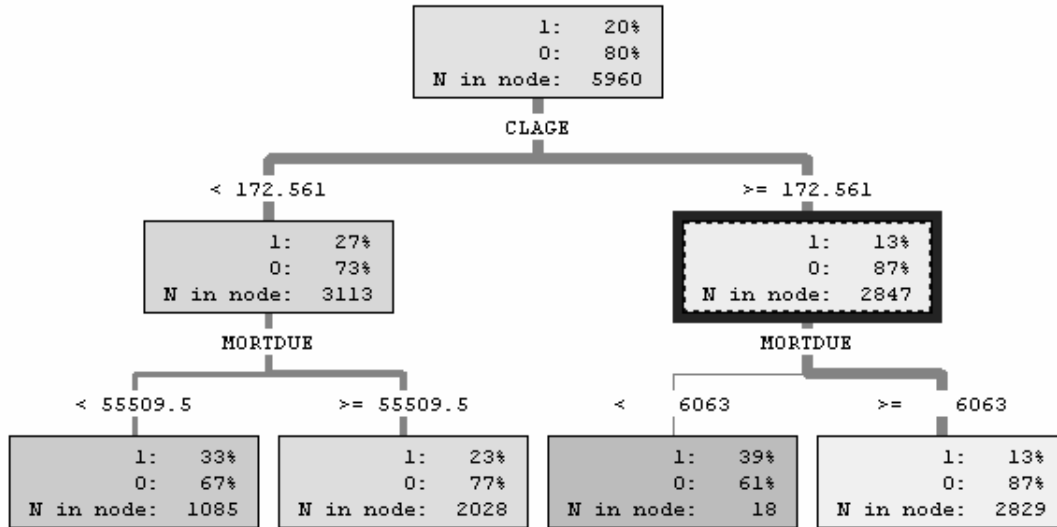 1: 20%
0: 80%
N in node: 5960
CLAGE
< 172.561 >= 172.561
1: 27% 1: 13%
0: 73% 0: 87%
N in node: 3113 N in node: 2847
MORTDUE MORTDUE
< 55509.5 >= 55509.5 < 6063 >= 6063
1: 33% 1: 23% 1: 39% 1: 13%
0: 67% 0: 77% 0: 61% 0: 87%
N in node: 1085 N in node: 2028 N in node: 18 N in node: 2829